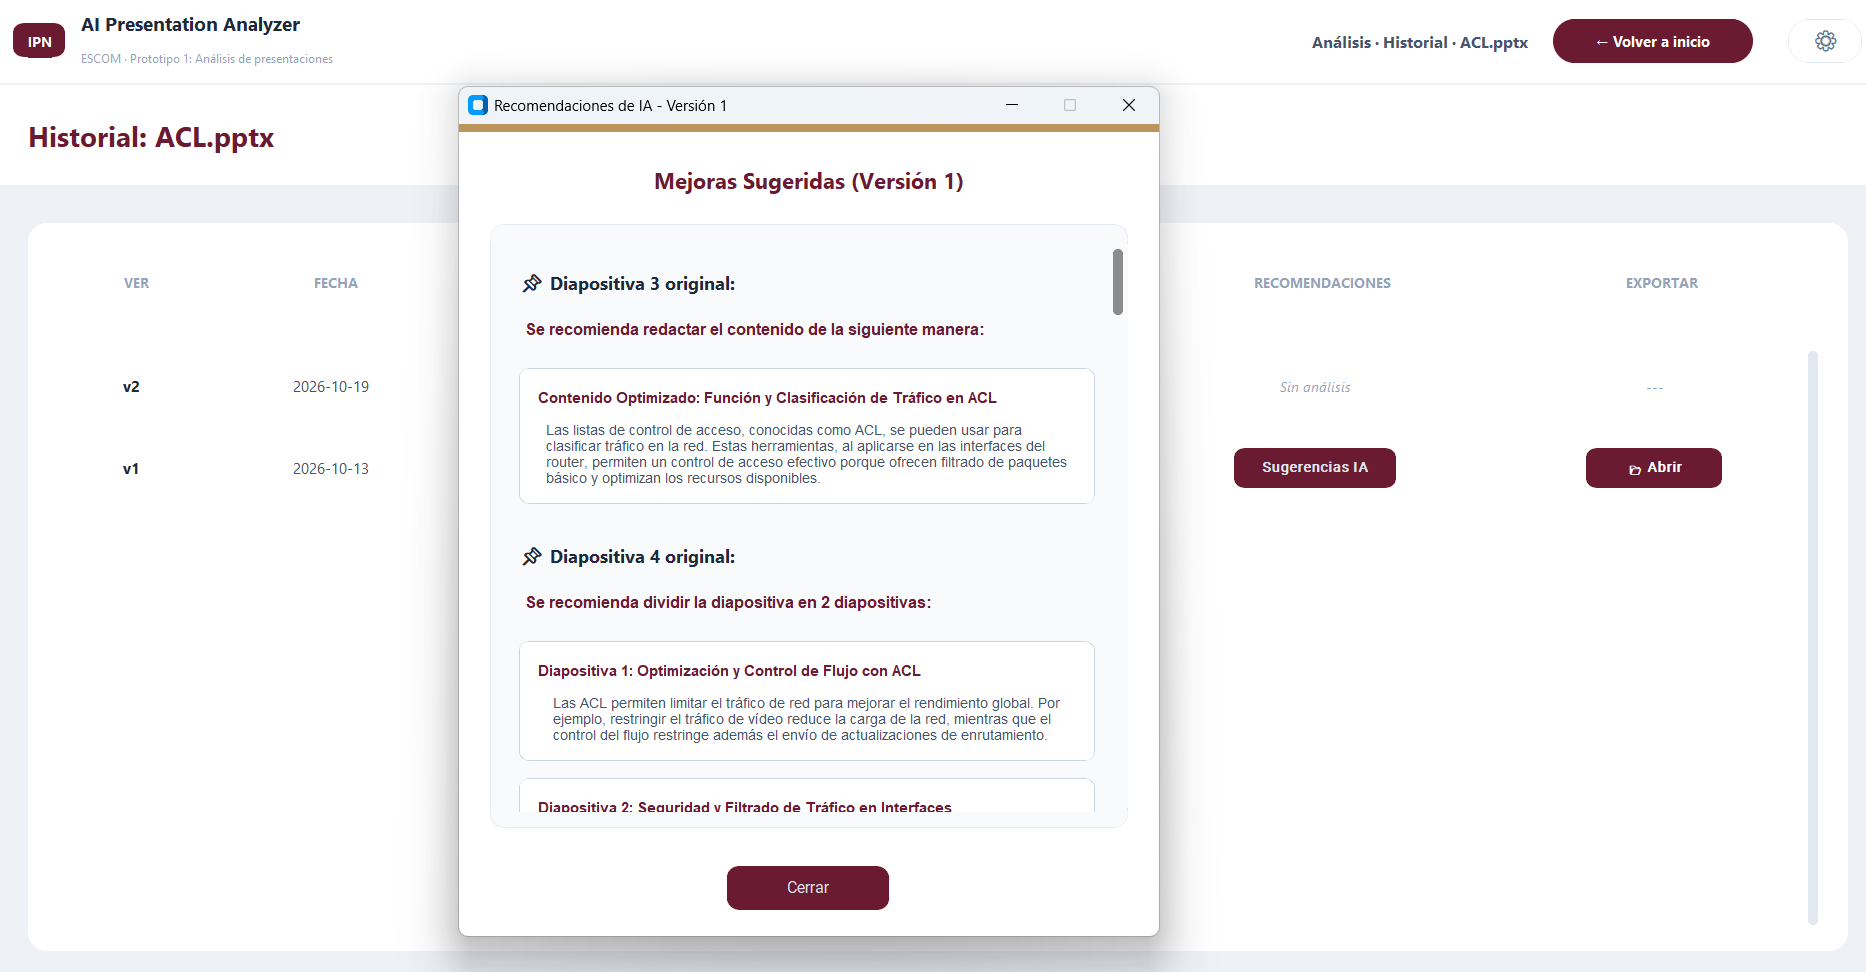 IPN
AI Presentation Analyzer
ESCOM · Prototipo 1: Análisis de presentaciones
Análisis · Historial · ACL.pptx
← Volver a inicio
Historial: ACL.pptx
VER
FECHA
RECOMENDACIONES
EXPORTAR
v2
2026-10-19
Sin análisis
---
v1
2026-10-13
Sugerencias IA
Abrir
Recomendaciones de IA - Versión 1
Mejoras Sugeridas (Versión 1)
Diapositiva 3 original:
Se recomienda redactar el contenido de la siguiente manera:
Contenido Optimizado: Función y Clasificación de Tráfico en ACL
Las listas de control de acceso, conocidas como ACL, se pueden usar para
clasificar tráfico en la red. Estas herramientas, al aplicarse en las interfaces del
router, permiten un control de acceso efectivo porque ofrecen filtrado de paquetes
básico y optimizan los recursos disponibles.
Diapositiva 4 original:
Se recomienda dividir la diapositiva en 2 diapositivas:
Diapositiva 1: Optimización y Control de Flujo con ACL
Las ACL permiten limitar el tráfico de red para mejorar el rendimiento global. Por
ejemplo, restringir el tráfico de vídeo reduce la carga de la red, mientras que el
control del flujo restringe además el envío de actualizaciones de enrutamiento.
Diapositiva 2: Seguridad y Filtrado de Tráfico en Interfaces
Cerrar